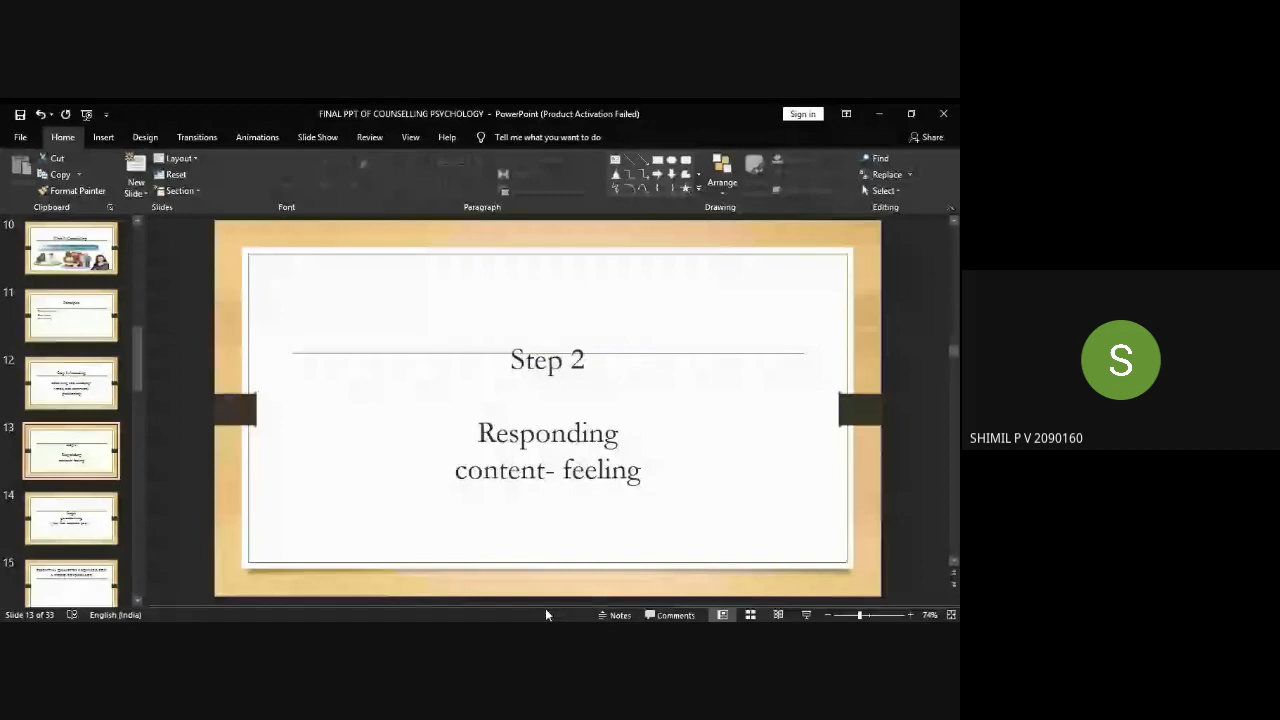 FINAL PPT OF COUNSELLING PSYCHOLOGY - PowerPoint (Product Activation Failed)
Sign in
File Home Insert Design Transitions Animations Slide Show Review View Help Tell me what you want to do
Share
Cut
Copy
Format Painter
Clipboard
New
Slide
Layout
Reset
Section
Slides
Font
Paragraph
Arrange
Drawing
Find
Replace
Select
Editing
10
11
12
13
14
15
Step 2
Responding
content- feeling
S
SHIMIL P V 2090160
Slide 13 of 33 English (India) Notes Comments 74%